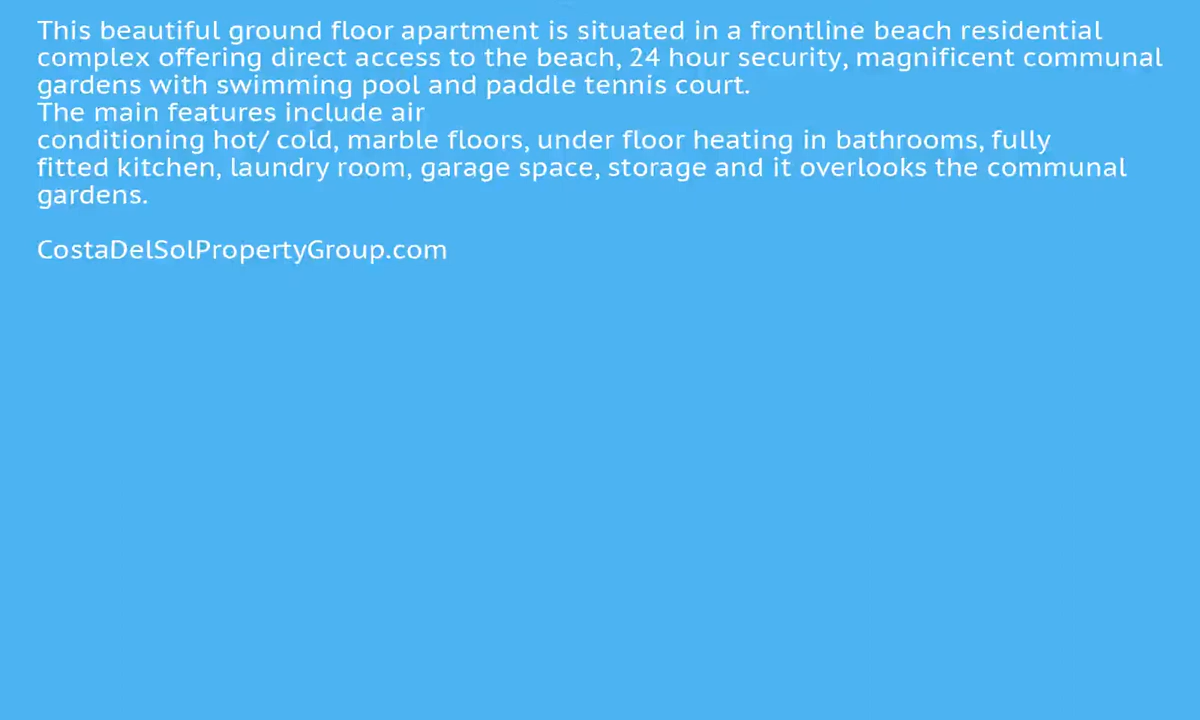 This beautiful ground floor apartment is situated in a frontline beach residential
complex offering direct access to the beach, 24 hour security, magnificent communal
gardens with swimming pool and paddle tennis court.
The main features include air
conditioning hot/ cold, marble floors, under floor heating in bathrooms, fully
fitted kitchen, laundry room, garage space, storage and it overlooks the communal
gardens.
CostaDelSolPropertyGroup.com